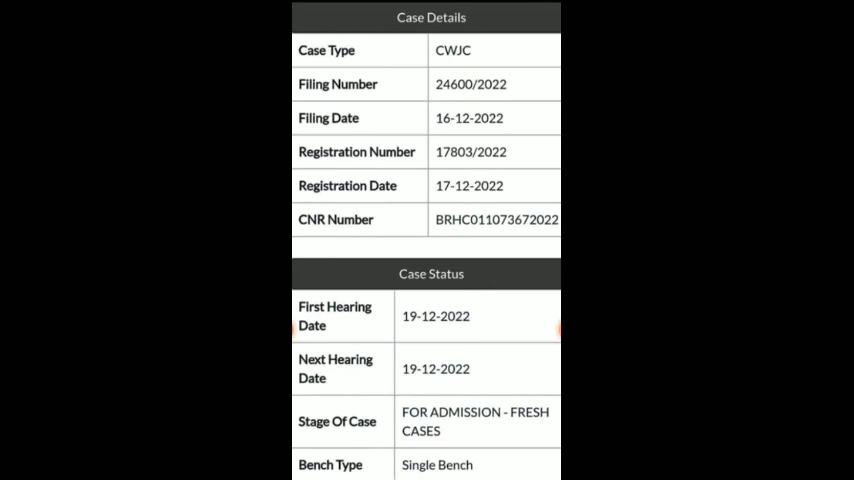 Case Details
Case Type CWJC
Filing Number 24600/2022
Filing Date 16-12-2022
Registration Number 17803/2022
Registration Date 17-12-2022
CNR Number BRHC011073672022
Case Status
First Hearing Date 19-12-2022
Next Hearing Date 19-12-2022
Stage Of Case FOR ADMISSION - FRESH CASES
Bench Type Single Bench